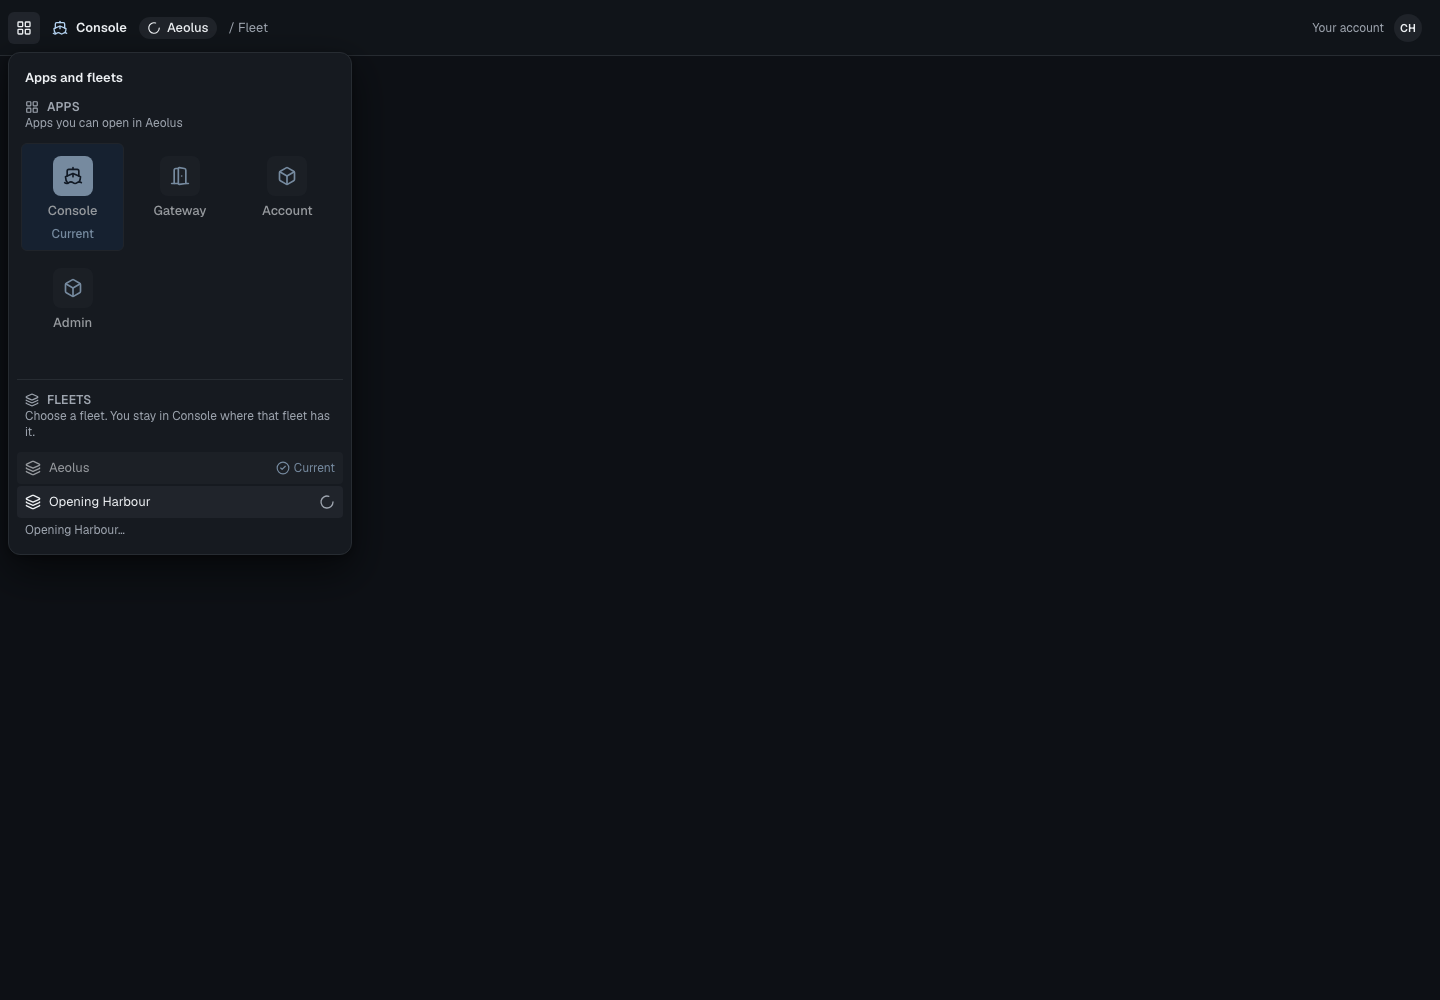 Console
Aeolus
/ Fleet
Your account
CH
Apps and fleets
APPS
Apps you can open in Aeolus
Console
Gateway
Account
Current
Admin
FLEETS
Choose a fleet. You stay in Console where that fleet has
it.
Aeolus
Current
Opening Harbour
Opening Harbour…